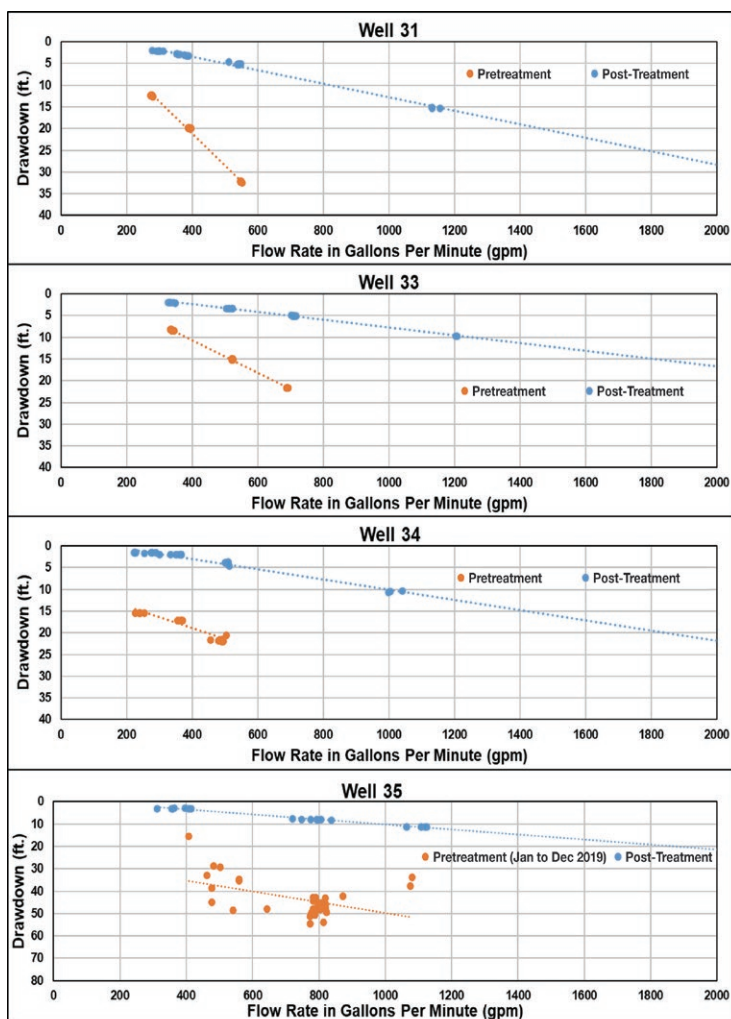 Well 31
0
5
10
15
20
25
30
35
40
Drawdown (ft.)
Pretreatment Post-Treatment
0 200 400 600 800 1000 1200 1400 1600 1800 2000
Flow Rate in Gallons Per Minute (gpm)
Well 33
0
5
10
15
20
25
30
35
40
Drawdown (ft.)
Pretreatment Post-Treatment
0 200 400 600 800 1000 1200 1400 1600 1800 2000
Flow Rate in Gallons Per Minute (gpm)
Well 34
0
5
10
15
20
25
30
35
40
Drawdown (ft.)
Pretreatment Post-Treatment
0 200 400 600 800 1000 1200 1400 1600 1800 2000
Flow Rate in Gallons Per Minute (gpm)
Well 35
0
10
20
30
40
50
60
70
80
Drawdown (ft.)
Pretreatment (Jan to Dec 2019) Post-Treatment
0 200 400 600 800 1000 1200 1400 1600 1800 2000
Flow Rate in Gallons Per Minute (gpm)